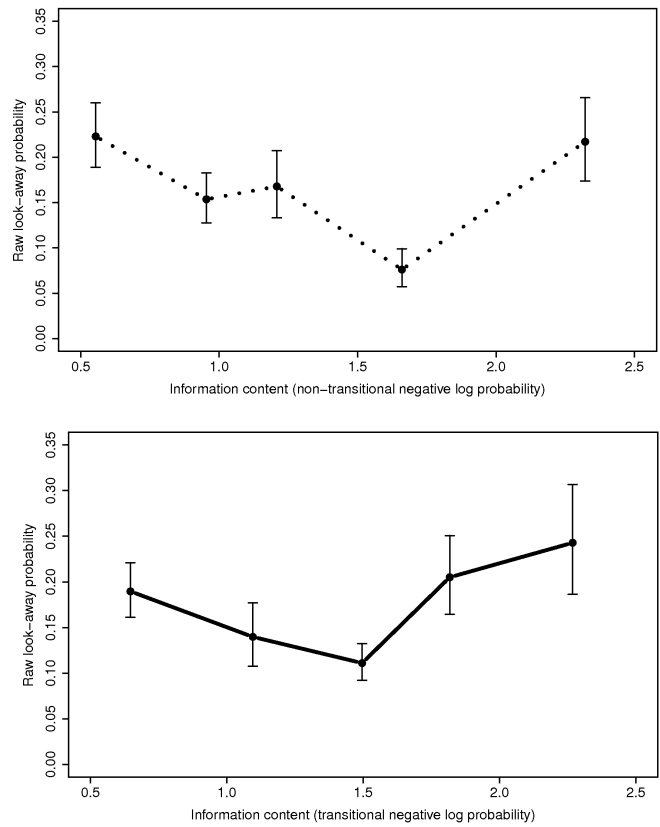 0.35
0.30
0.25
0.20
0.15
0.10
0.05
0.00
Raw look−away probability
0.5 1.0 1.5 2.0 2.5
Information content (non−transitional negative log probability)
0.35
0.30
0.25
0.20
0.15
0.10
0.05
0.00
Raw look−away probability
0.5 1.0 1.5 2.0 2.5
Information content (transitional negative log probability)